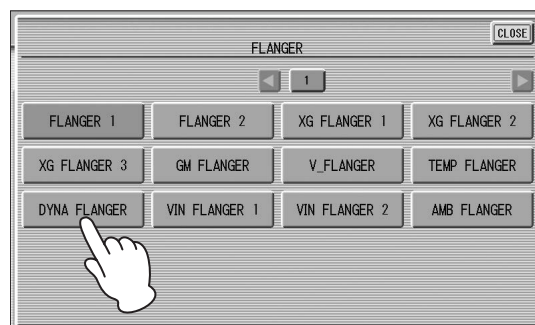 CLOSE
FLANGER
1
FLANGER 1 FLANGER 2 XG FLANGER 1 XG FLANGER 2
XG FLANGER 3 GM FLANGER V_FLANGER TEMP FLANGER
DYNA FLANGER VIN FLANGER 1 VIN FLANGER 2 AMB FLANGER